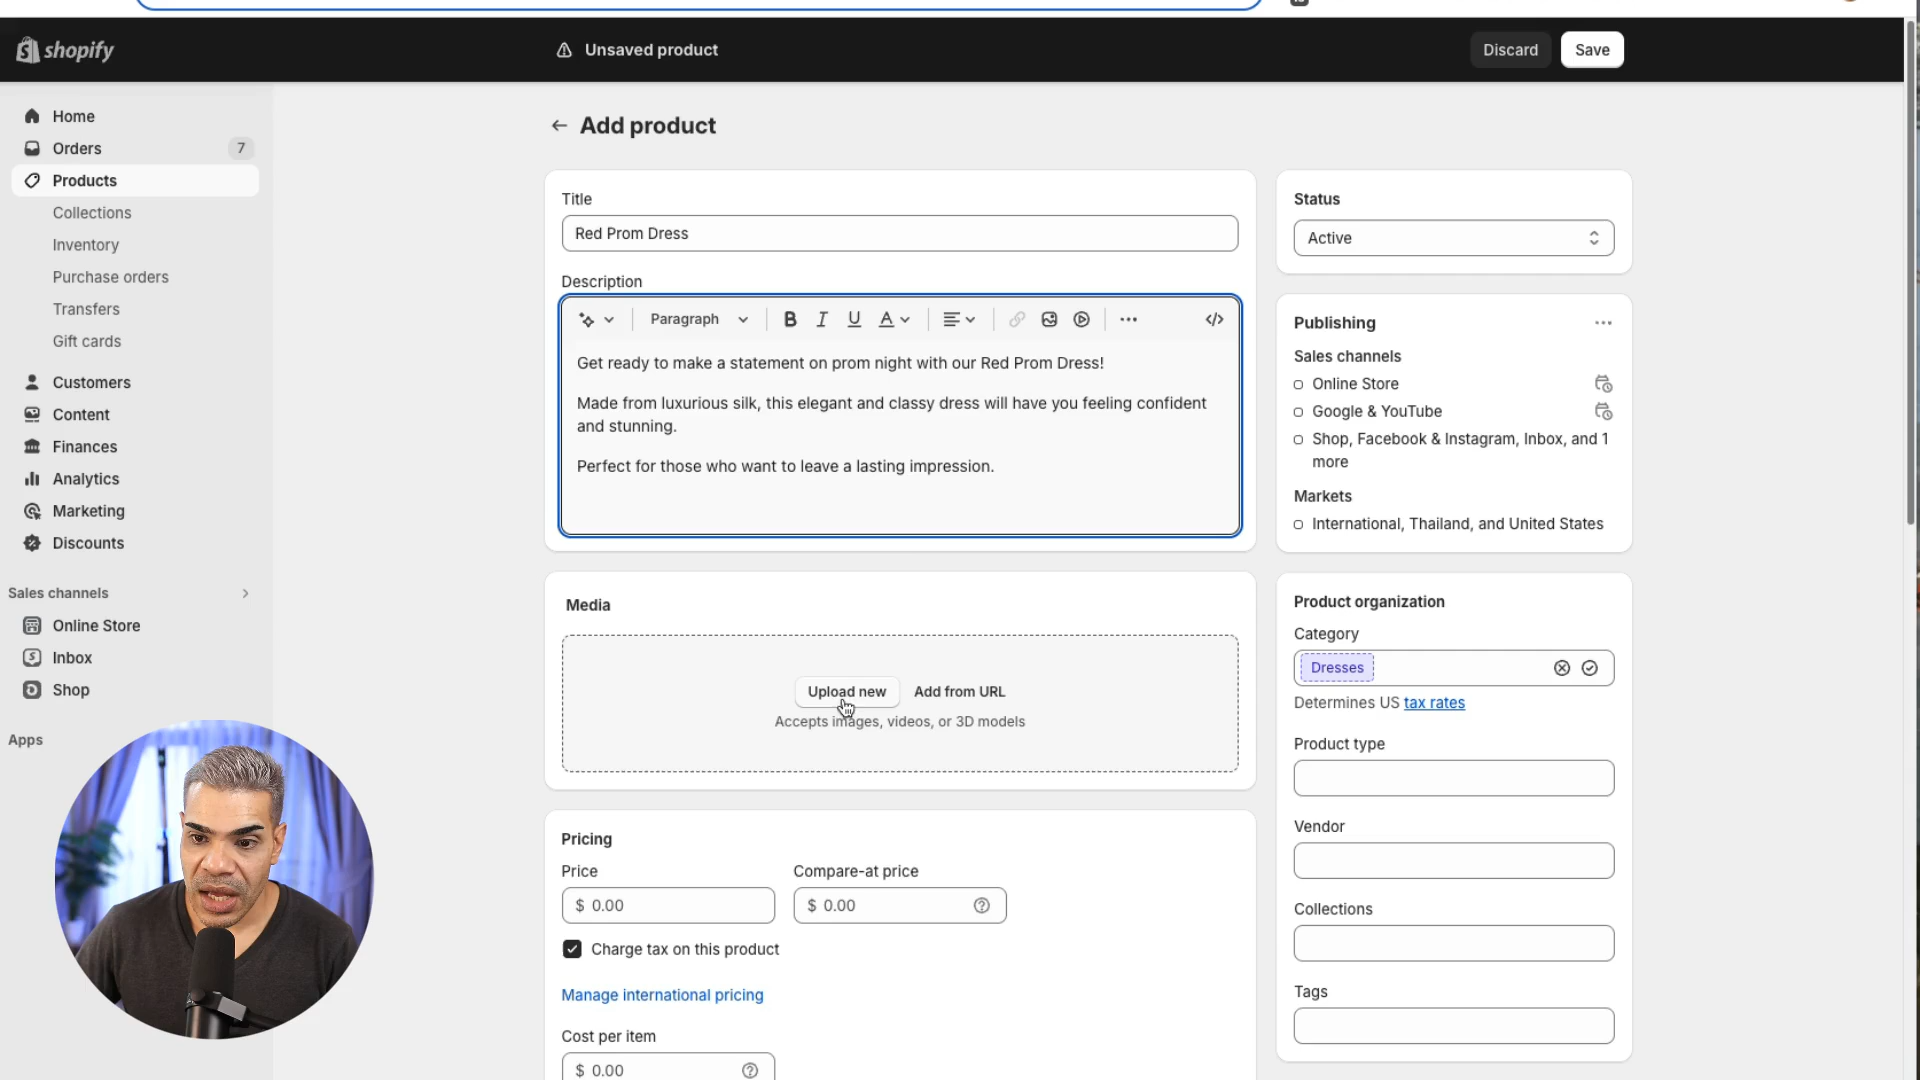 shopify
Unsaved product
Discard
Save
Home
Orders
7
Products
Collections
Inventory
Purchase orders
Transfers
Gift cards
Customers
Content
Finances
Analytics
Marketing
Discounts
Sales channels
Online Store
Inbox
Shop
Apps
Add product
Title
Red Prom Dress
Description
Paragraph
Get ready to make a statement on prom night with our Red Prom Dress!
Made from luxurious silk, this elegant and classy dress will have you feeling confident
and stunning.
Perfect for those who want to leave a lasting impression.
Media
Upload new
Add from URL
Accepts images, videos, or 3D models
Pricing
Price
Compare-at price
$ 0.00
$ 0.00
Charge tax on this product
Manage international pricing
Cost per item
$ 0.00
Status
Active
Publishing
Sales channels
Online Store
Google & YouTube
Shop, Facebook & Instagram, Inbox, and 1
more
Markets
International, Thailand, and United States
Product organization
Category
Dresses
Determines US tax rates
Product type
Vendor
Collections
Tags